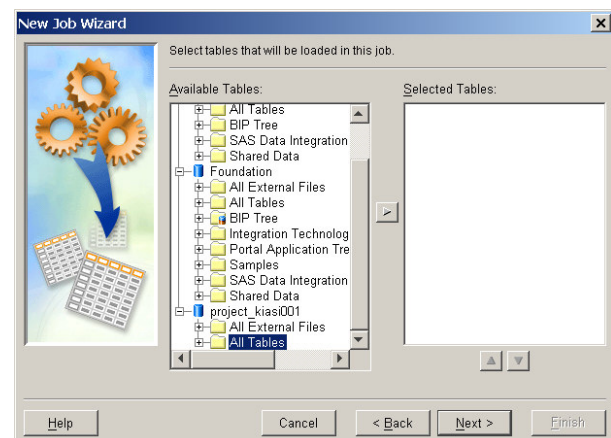 New Job Wizard
Select tables that will be loaded in this job.
Available Tables:
Selected Tables:
All Tables
BIP Tree
SAS Data Integration
Shared Data
Foundation
All External Files
All Tables
BIP Tree
Integration Technolog
Portal Application Tre
Samples
SAS Data Integration
Shared Data
project_kiasi001
All External Files
All Tables
Help
Cancel
< Back
Next >
Finish